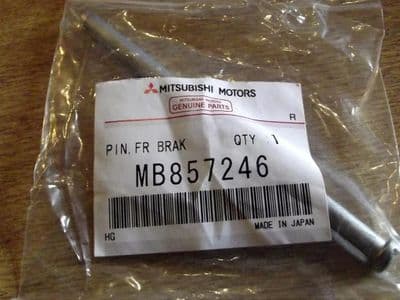 MITSUBISHI MOTORS
GENUINE PARTS
R
PIN, FR BRAK QTY 1
MB857246
MADE IN JAPAN
HG